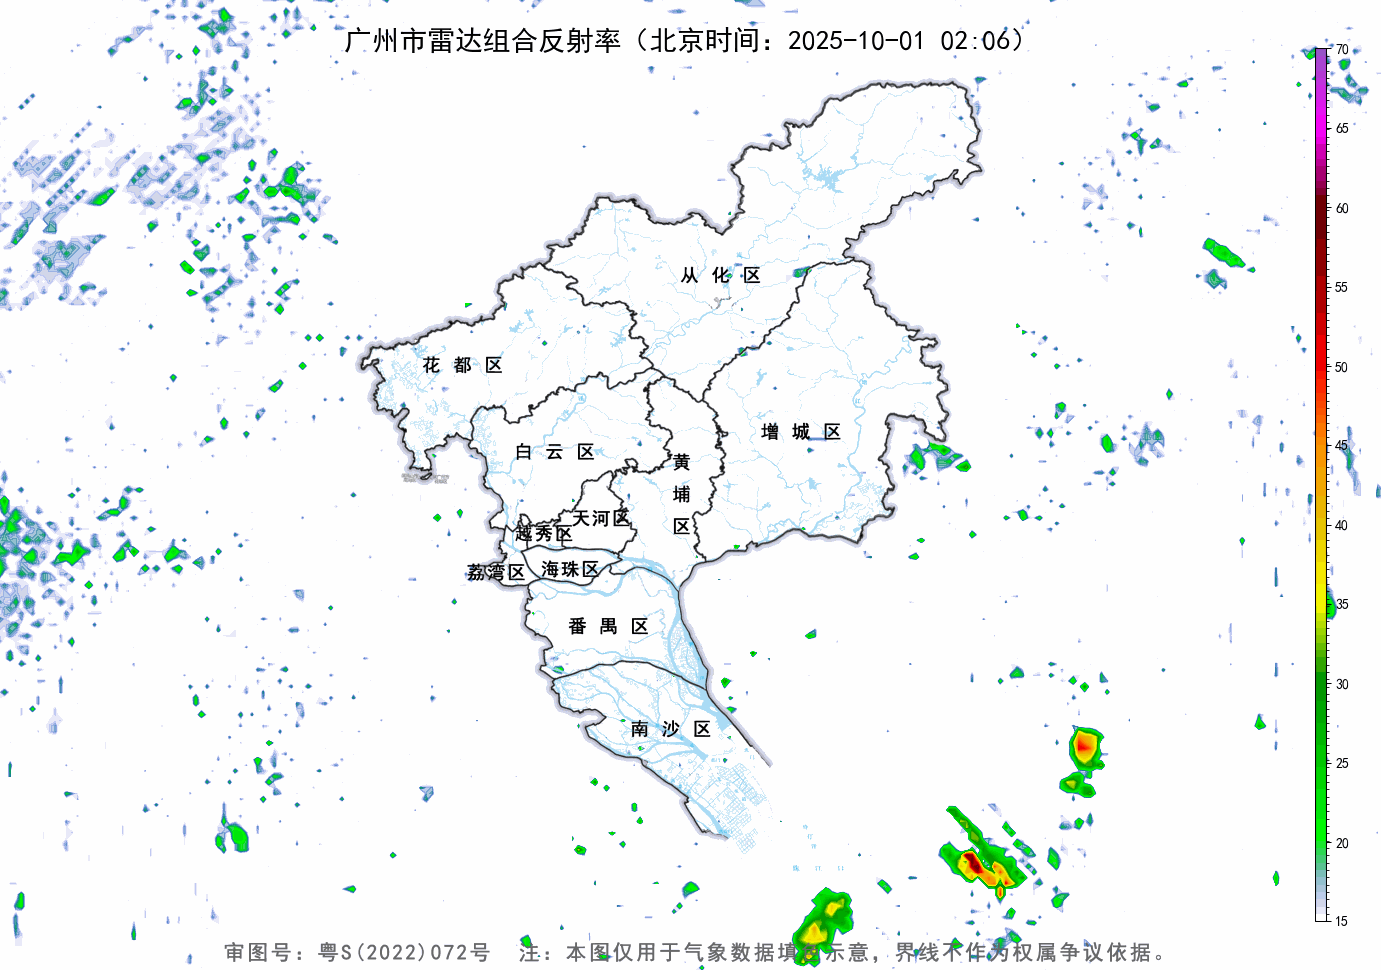 广州市雷达组合反射率（北京时间：2025-10-01 02:06）
70
65
60
55
50
45
40
35
30
25
20
15
从化区
花都区
增城区
白云区
黄埔区
天河区
越秀区
荔湾区
海珠区
番禺区
南沙区
审图号：粤S(2022)072号 注：本图仅用于气象数据填色示意，界线不作为权属争议依据。